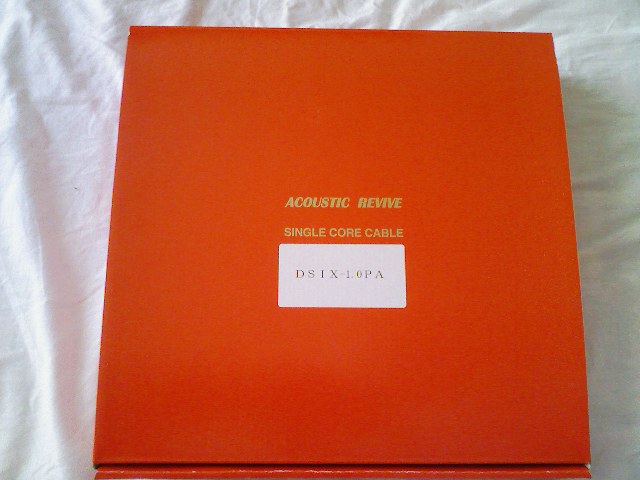 ACOUSTIC REVIVE
SINGLE CORE CABLE
DSIX-1.0PA